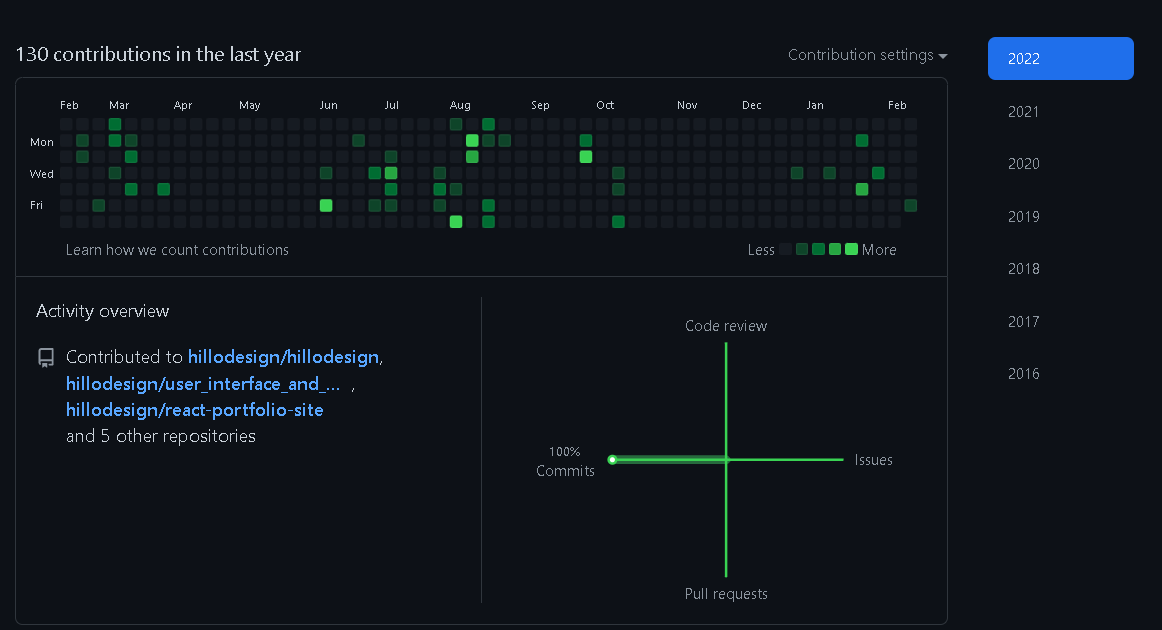 130 contributions in the last year
Contribution settings
2022
2021
2020
2019
2018
2017
2016
Feb Mar Apr May Jun Jul Aug Sep Oct Nov Dec Jan Feb
Mon
Wed
Fri
Learn how we count contributions
Less More
Activity overview
Contributed to hillodesign/hillodesign,
hillodesign/user_interface_and_... ,
hillodesign/react-portfolio-site
and 5 other repositories
Code review
100%
Commits
Issues
Pull requests